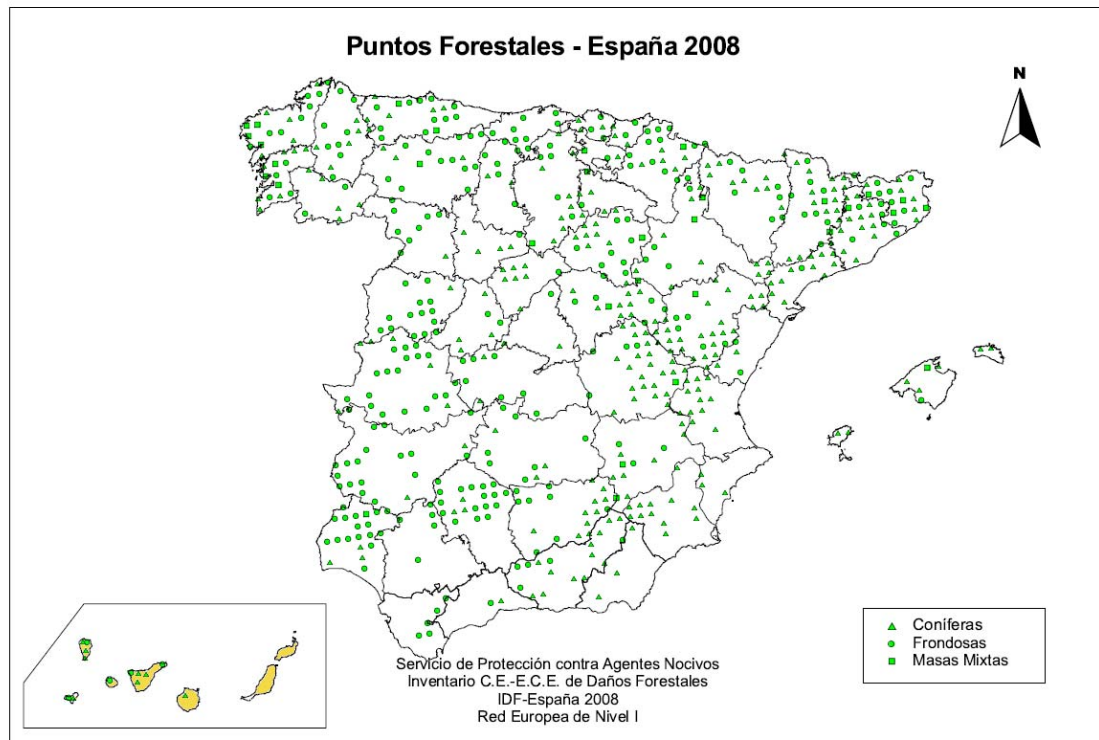 Puntos Forestales - España 2008
N
Coníferas
Frondosas
Masas Mixtas
Servicio de Protección contra Agentes Nocivos
Inventario C.E.-E.C.E. de Daños Forestales
IDF-España 2008
Red Europea de Nivel I